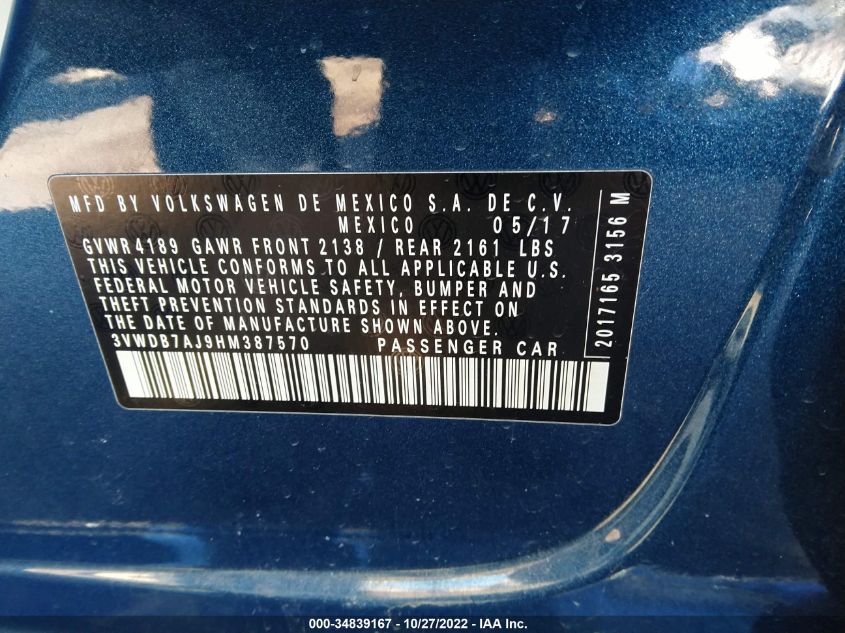 MFD BY VOLKSWAGEN DE MEXICO S.A. DE C.V.
MEXICO 05/17
GVWR4189 GAWR FRONT 2138 / REAR 2161 LBS
THIS VEHICLE CONFORMS TO ALL APPLICABLE U.S.
FEDERAL MOTOR VEHICLE SAFETY, BUMPER AND
THEFT PREVENTION STANDARDS IN EFFECT ON
THE DATE OF MANUFACTURE SHOWN ABOVE.
3VWDB7AJ9HM387570 PASSENGER CAR
2017165 3156 M
000-34839167 - 10/27/2022 - IAA Inc.